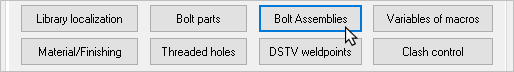 Library localization Bolt parts Bolt Assemblies Variables of macros
Material/Finishing Threaded holes DSTV weldpoints Clash control